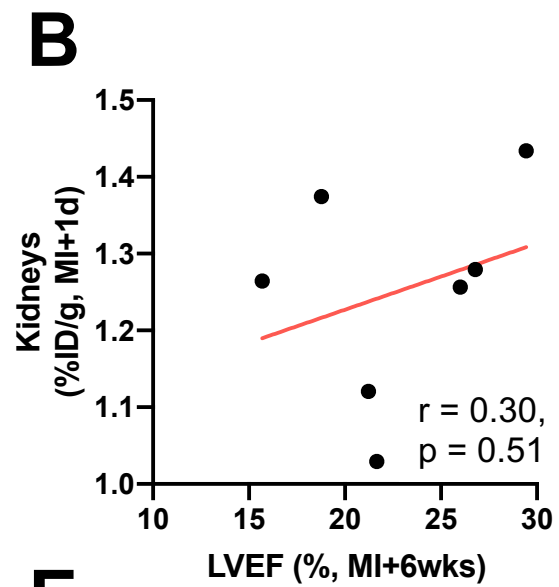 B
Kidneys
(%ID/g, MI+1d)
1.5
1.4
1.3
1.2
1.1
1.0
r = 0.30,
p = 0.51
10 15 20 25 30
LVEF (%, MI+6wks)